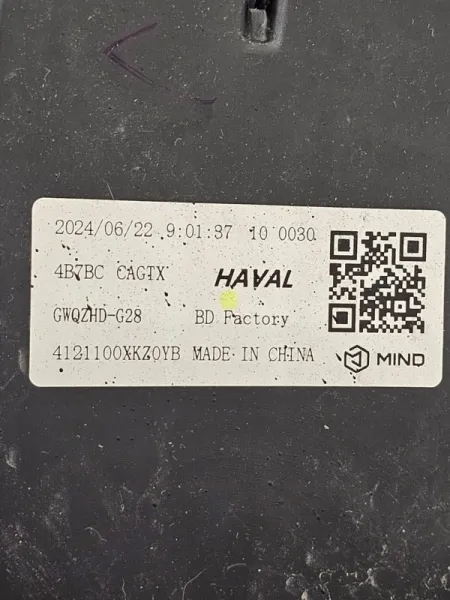 2024/06/22 9:01:37 10 0030
4B7BC CAGTX HAVAL
GWQZHD-G28 BD Factory
4121100XKZ0YB MADE IN CHINA MIND